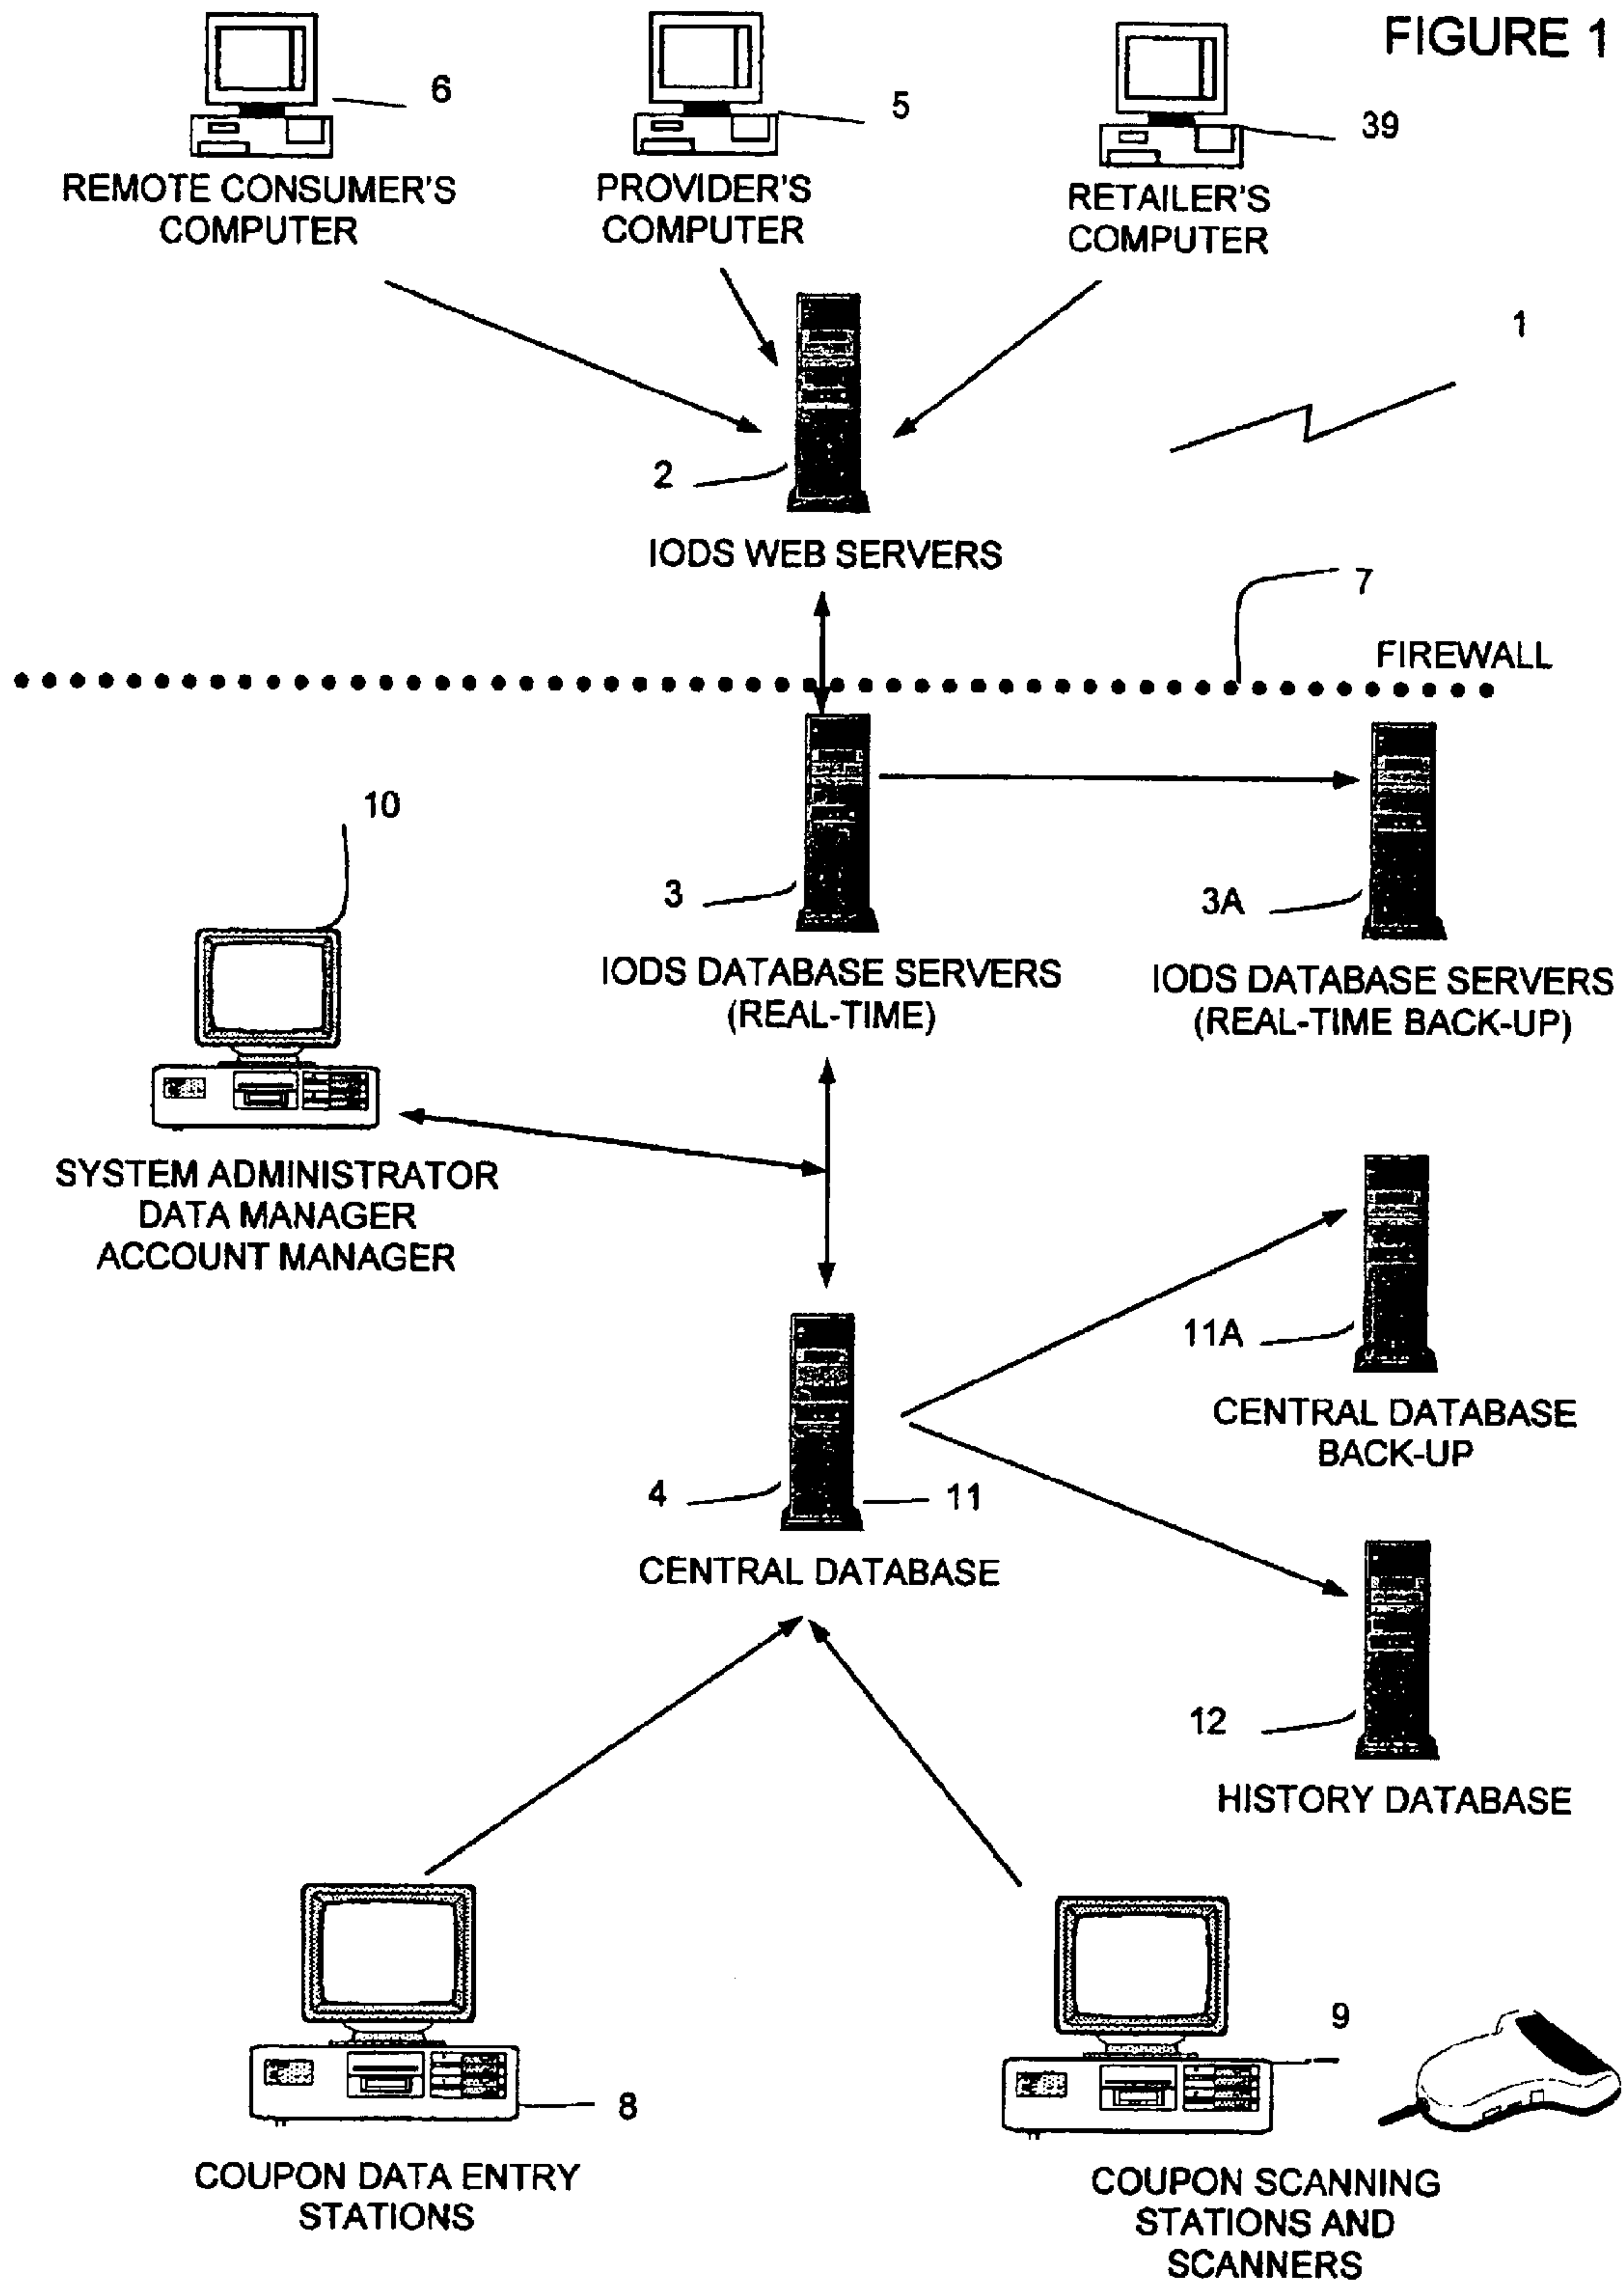 FIGURE 1
6
5
39
REMOTE CONSUMER'S
COMPUTER
PROVIDER'S
COMPUTER
RETAILER'S
COMPUTER
1
2
IODS WEB SERVERS
7
FIREWALL
10
3
3A
IODS DATABASE SERVERS
(REAL-TIME)
IODS DATABASE SERVERS
(REAL-TIME BACK-UP)
SYSTEM ADMINISTRATOR
DATA MANAGER
ACCOUNT MANAGER
11A
CENTRAL DATABASE
BACK-UP
4
11
CENTRAL DATABASE
12
HISTORY DATABASE
9
8
COUPON DATA ENTRY
STATIONS
COUPON SCANNING
STATIONS AND
SCANNERS